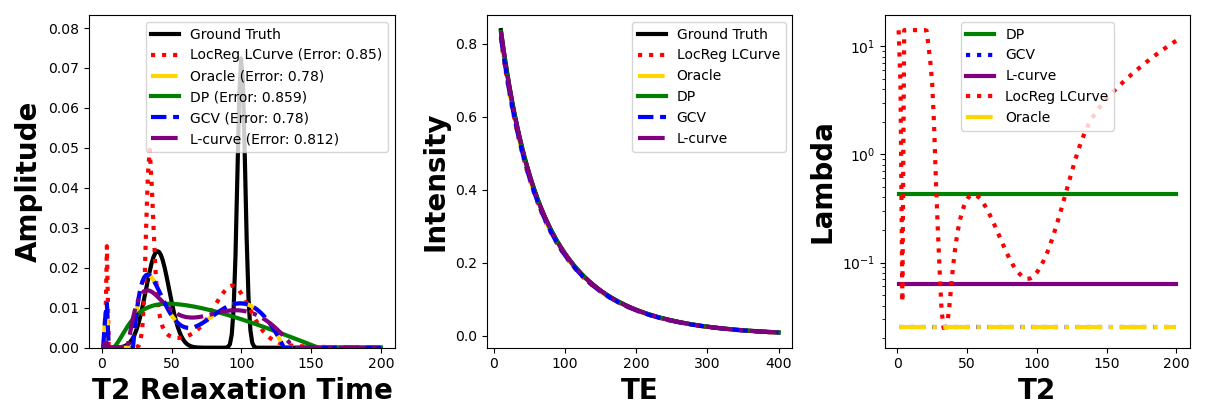 Amplitude
0.08
0.07
0.06
0.05
0.04
0.03
0.02
0.01
0.00
0
50
100
150
200
T2 Relaxation Time
Ground Truth
LocReg LCurve (Error: 0.85)
Oracle (Error: 0.78)
DP (Error: 0.859)
GCV (Error: 0.78)
L-curve (Error: 0.812)
Intensity
0.8
0.6
0.4
0.2
0.0
0
100
200
300
400
TE
Ground Truth
LocReg LCurve
Oracle
DP
GCV
L-curve
Lambda
10¹
10⁰
10⁻¹
0
50
100
150
200
T2
DP
GCV
L-curve
LocReg LCurve
Oracle